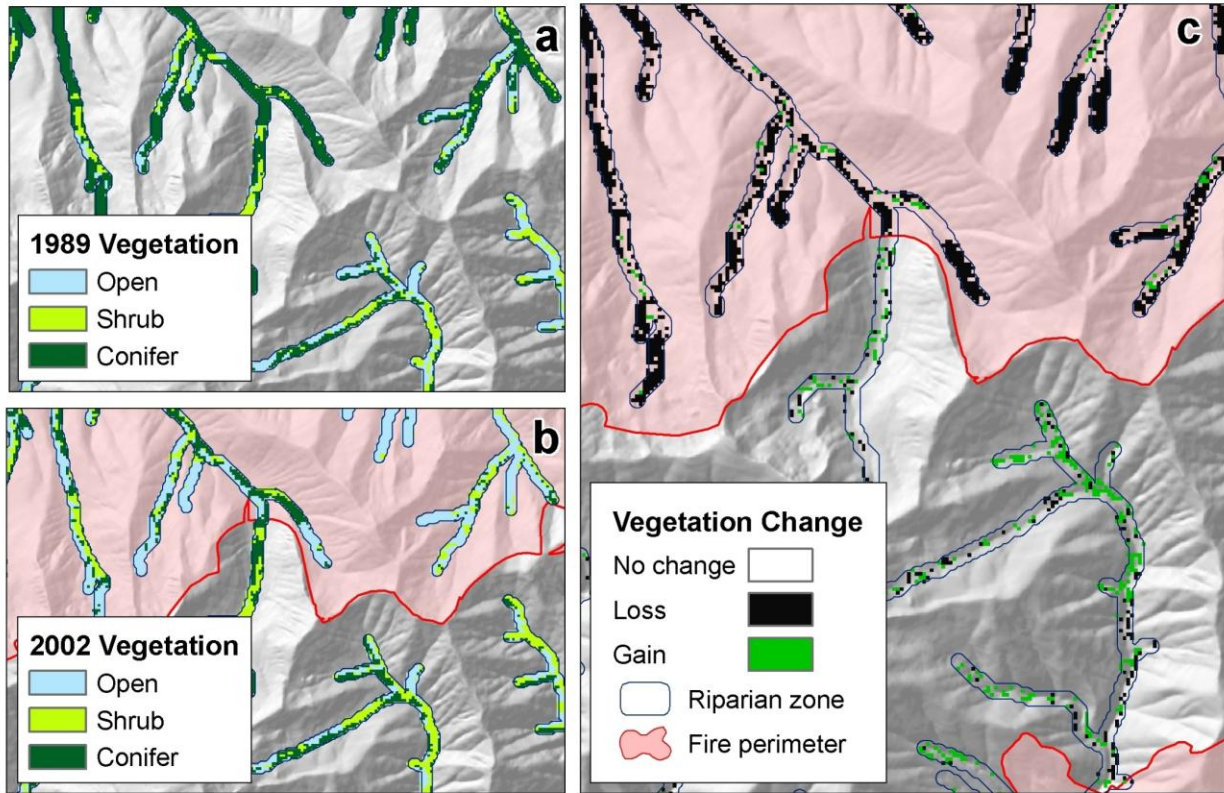 a
1989 Vegetation
Open
Shrub
Conifer
b
2002 Vegetation
Open
Shrub
Conifer
c
Vegetation Change
No change
Loss
Gain
Riparian zone
Fire perimeter